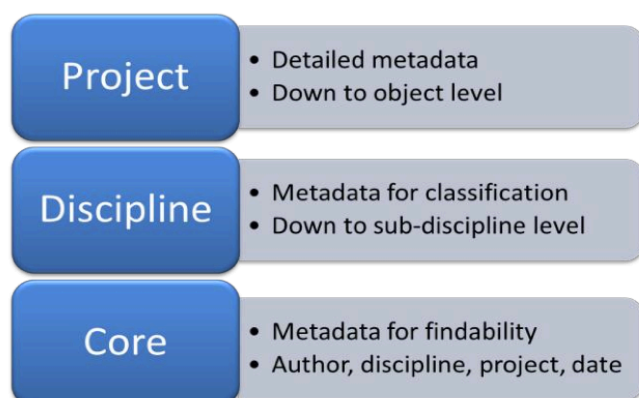 Project
• Detailed metadata
• Down to object level
Discipline
• Metadata for classification
• Down to sub-discipline level
Core
• Metadata for findability
• Author, discipline, project, date